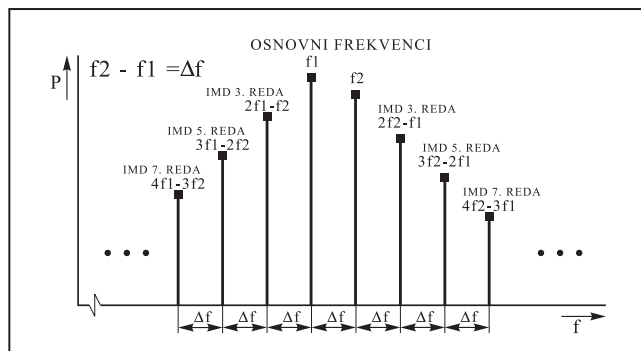 OSNOVNI FREKVENCI
f2 - f1 =Δf
P
f1
f2
IMD 3. REDA
2f1-f2
IMD 3. REDA
2f2-f1
IMD 5. REDA
3f1-2f2
IMD 5. REDA
3f2-2f1
IMD 7. REDA
4f1-3f2
IMD 7. REDA
4f2-3f1
Δf Δf Δf Δf Δf Δf Δf
f